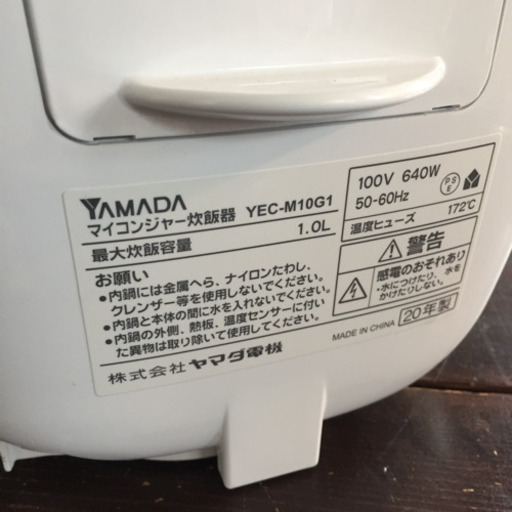 YAMADA
マイコンジャー炊飯器 YEC-M10G1
最大炊飯容量 1.0L
お願い
●内鍋には金属へら、ナイロンたわし、
クレンザー等を使用しないでください。
●内鍋と本体の間に水を入れないでください。
●内鍋の外側、熱板、温度センサーに付い
た異物は取り除いて使用してください。
株式会社 ヤマダ電機
100V 640W
50-60Hz
PSE
温度ヒューズ 172℃
警告
感電のおそれあり
・水につけたり、水を
かけたりしない。
MADE IN CHINA 20年製